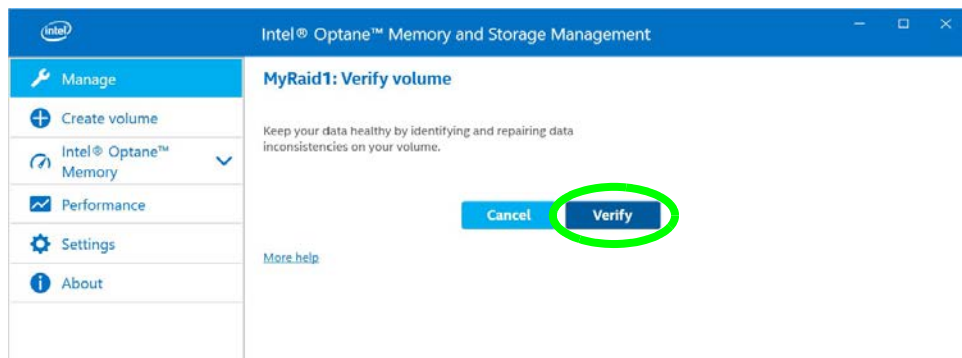 intel
Intel® Optane™ Memory and Storage Management
Manage
Create volume
Intel® Optane™
Memory
Performance
Settings
About
MyRaid1: Verify volume
Keep your data healthy by identifying and repairing data
inconsistencies on your volume.
Cancel
Verify
More help